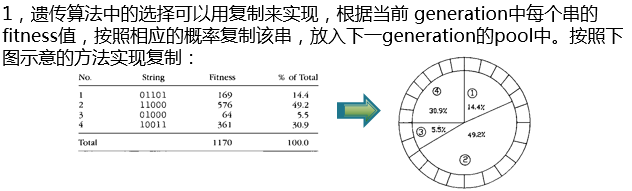 1，遗传算法中的选择可以用复制来实现，根据当前 generation中每个串的
fitness值，按照相应的概率复制该串，放入下一generation的pool中。按照下
图示意的方法实现复制：
No. String Fitness % of Total
1 01101 169 14.4
2 11000 576 49.2
3 01000 64 5.5
4 10011 361 30.9
Total 1170 100.0
④ ①
30.9% 14.4%
③ 5.5% 49.2%
②